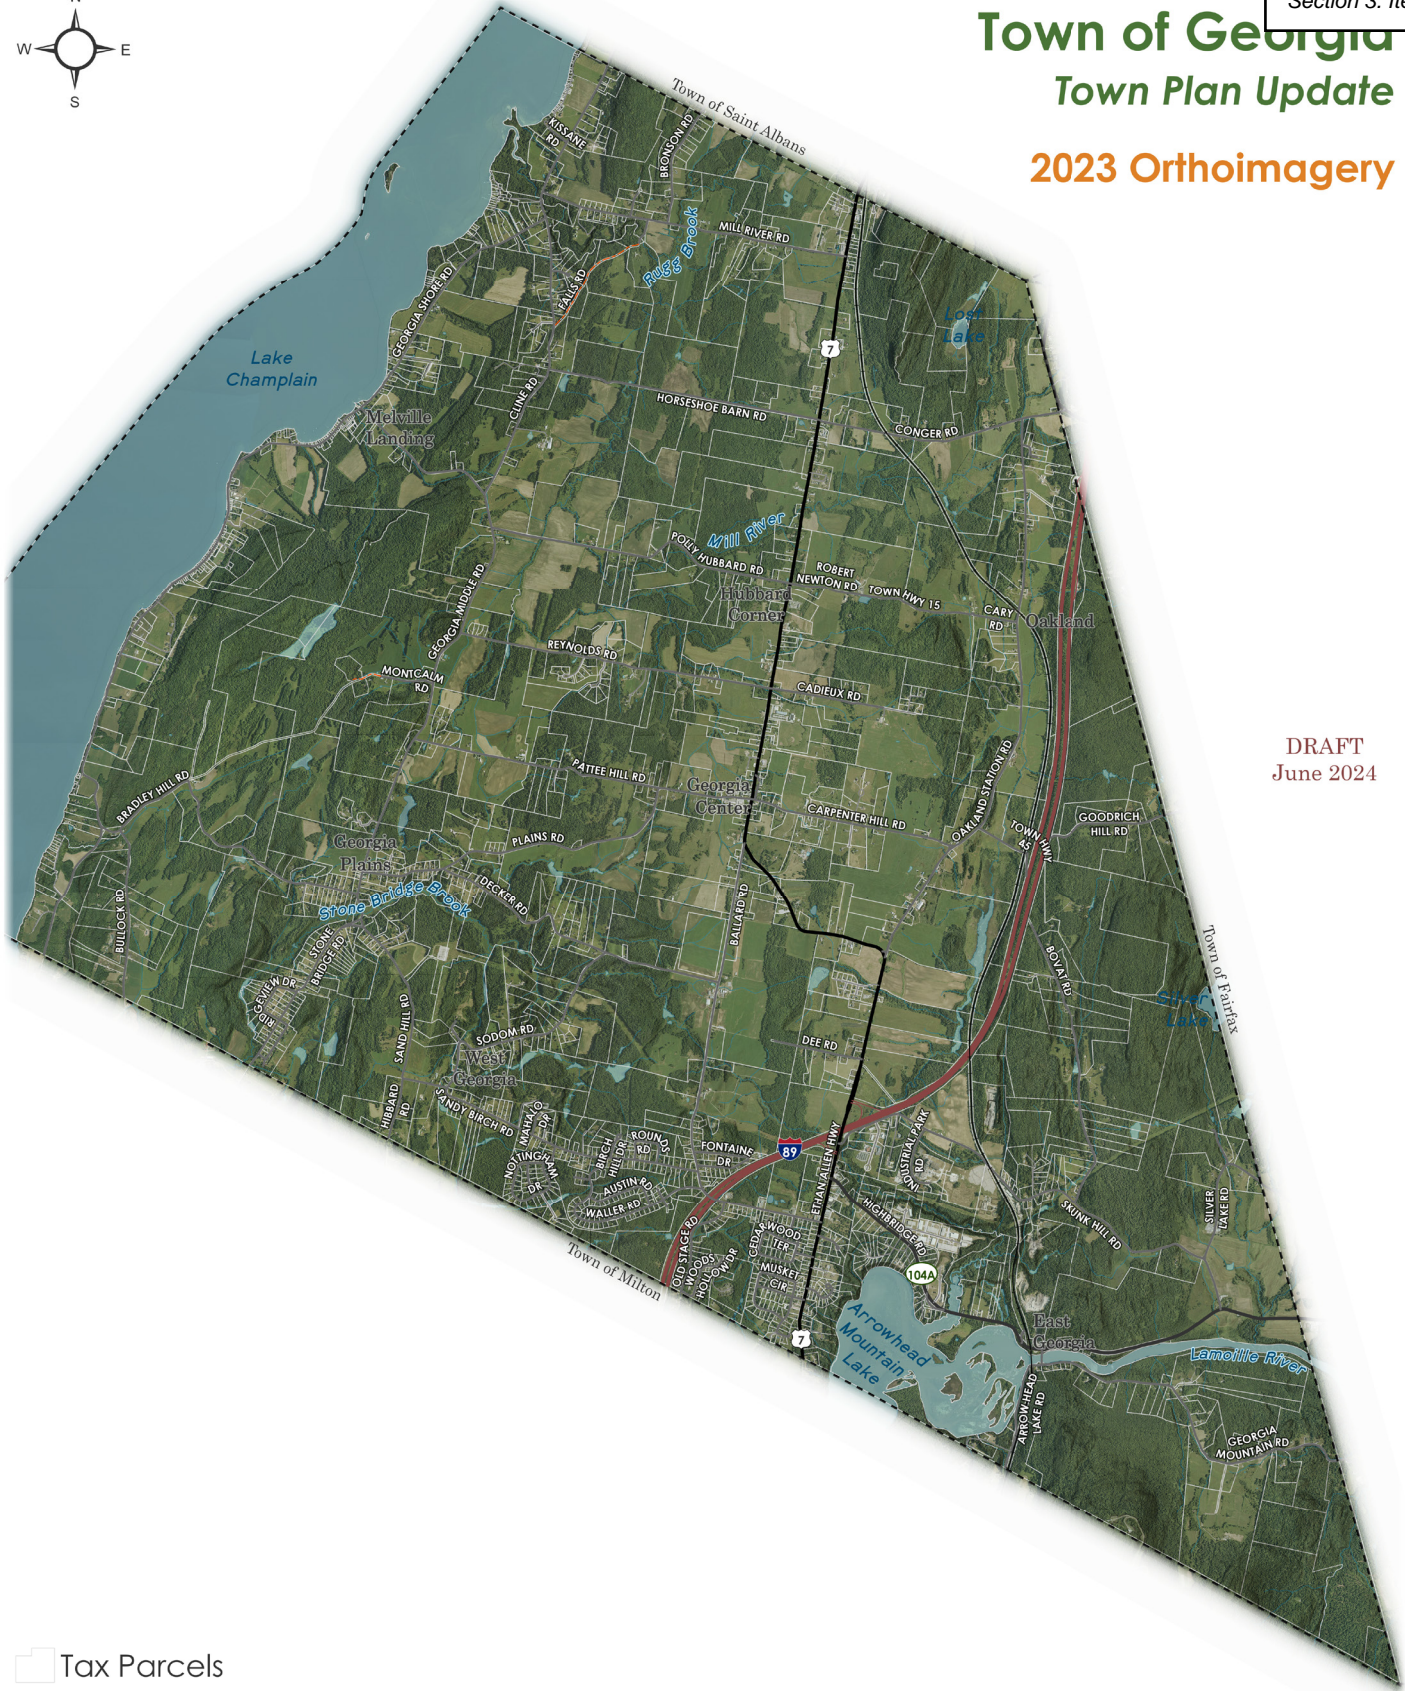 Section 3. Ite
Town of Georgia
Town Plan Update
2023 Orthoimagery
W
E
S
Town of Saint Albans
KISSANE
RD
BRONSON RD
MILL RIVER RD
Rugg Brook
FALLS RD
GEORGIA SHORE RD
7
Lost
Lake
Lake
Champlain
CLINE RD
HORSESHOE BARN RD
CONGER RD
Melville
Landing
Mill River
POLLY HUBBARD RD
ROBERT
NEWTON RD
TOWN HWY 15
Hubbard
Corner
CARY
RD
Oakland
GEORGIA MIDDLE RD
REYNOLDS RD
MONTCALM
RD
CADIEUX RD
DRAFT
June 2024
PATTEE HILL RD
Georgia
Center
OAKLAND STATION RD
BRADLEY HILL RD
CARPENTER HILL RD
GOODRICH
HILL RD
TOWN HWY
45
PLAINS RD
Georgia
Plains
DECKER RD
Stone Bridge Brook
BULLOCK RD
BALLARD RD
STONE
BRIDGE RD
BOVAT RD
Town of Fairfax
RIDGEVIEW DR
Silver
Lake
SAND HILL RD
SODOM RD
DEE RD
West
Georgia
HIBBARD
RD
SANDY BIRCH RD
MAHALO
DR
ROUNDS
RD
BIRCH
HILL DR
FONTAINE
DR
89
ETHAN ALLEN HWY
INDUSTRIAL PARK
RD
NOTTINGHAM
DR
AUSTIN RD
WALLER RD
HIGHBRIDGE RD
SKUNK HILL RD
SILVER
LAKE RD
OLD STAGE RD
WOODS
HOLLOW DR
CEDARWOOD
TER
MUSKET
CIR
104A
Town of Milton
7
Arrowhead
Mountain
Lake
East
Georgia
Lamoille River
ARROWHEAD
LAKE RD
GEORGIA
MOUNTAIN RD
Tax Parcels